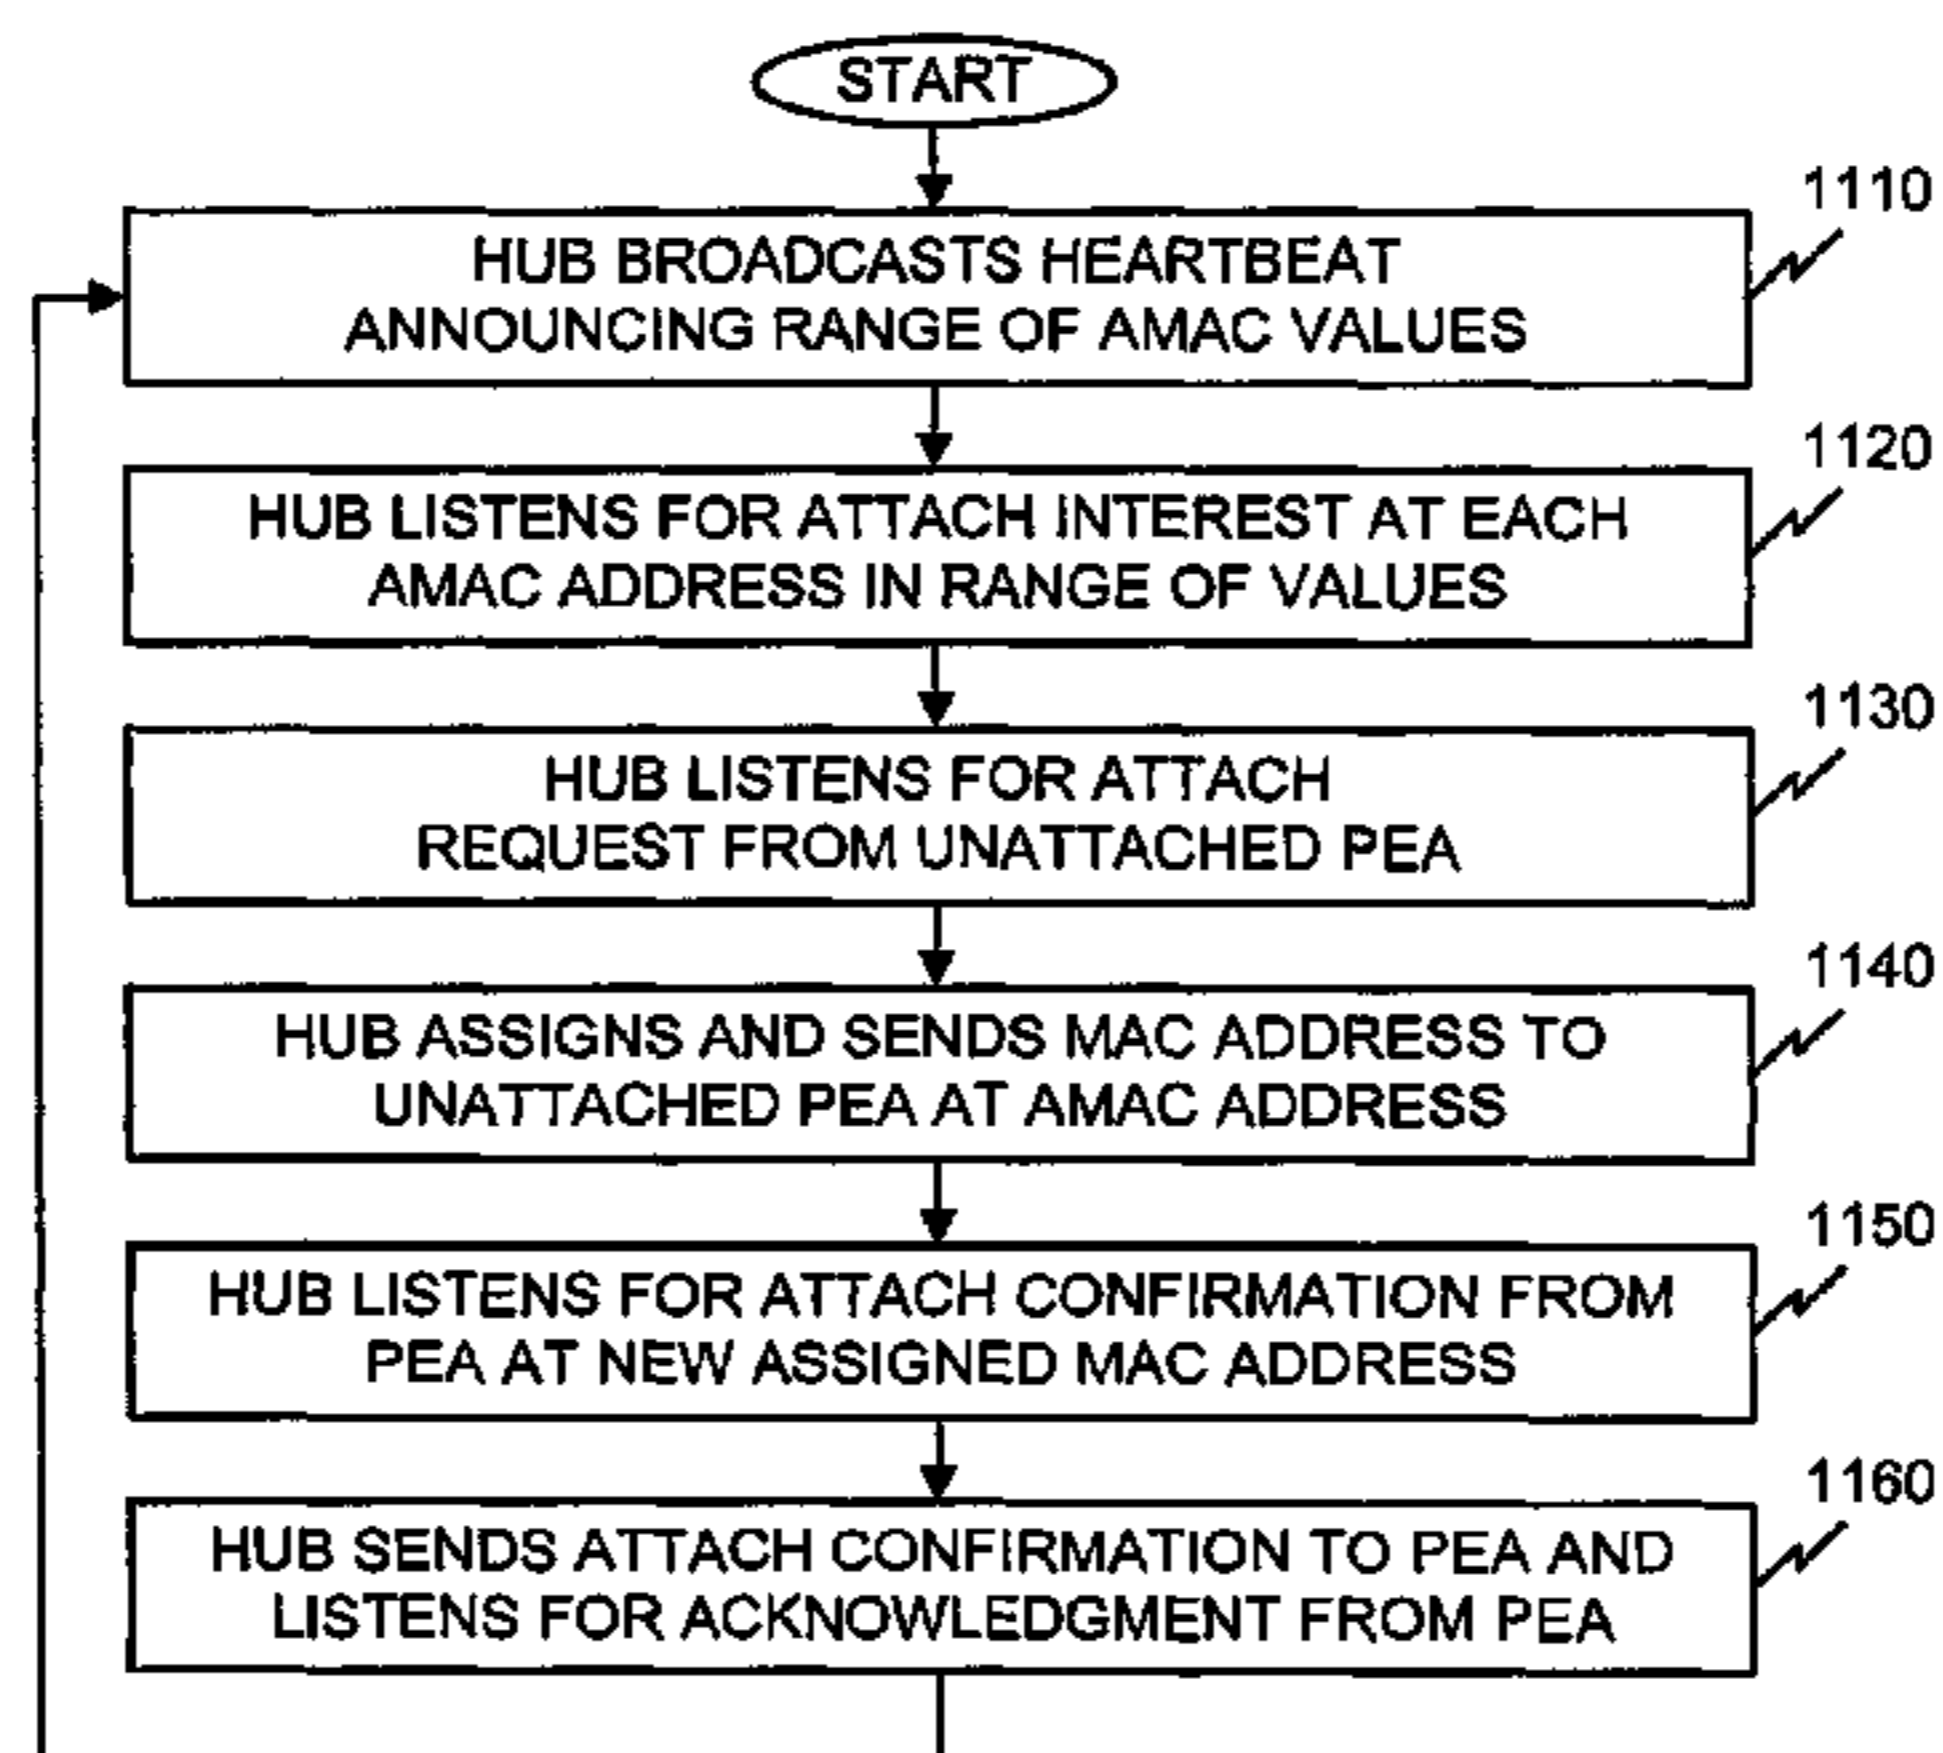 START
1110
HUB BROADCASTS HEARTBEAT
ANNOUNCING RANGE OF AMAC VALUES
1120
HUB LISTENS FOR ATTACH INTEREST AT EACH
AMAC ADDRESS IN RANGE OF VALUES
1130
HUB LISTENS FOR ATTACH
REQUEST FROM UNATTACHED PEA
1140
HUB ASSIGNS AND SENDS MAC ADDRESS TO
UNATTACHED PEA AT AMAC ADDRESS
1150
HUB LISTENS FOR ATTACH CONFIRMATION FROM
PEA AT NEW ASSIGNED MAC ADDRESS
1160
HUB SENDS ATTACH CONFIRMATION TO PEA AND
LISTENS FOR ACKNOWLEDGMENT FROM PEA